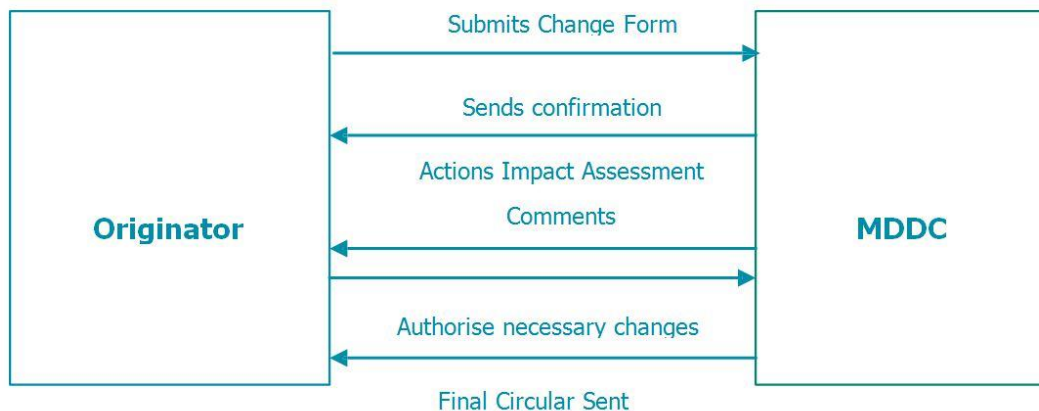 Submits Change Form
Sends confirmation
Actions Impact Assessment
Comments
Originator
MDDC
Authorise necessary changes
Final Circular Sent